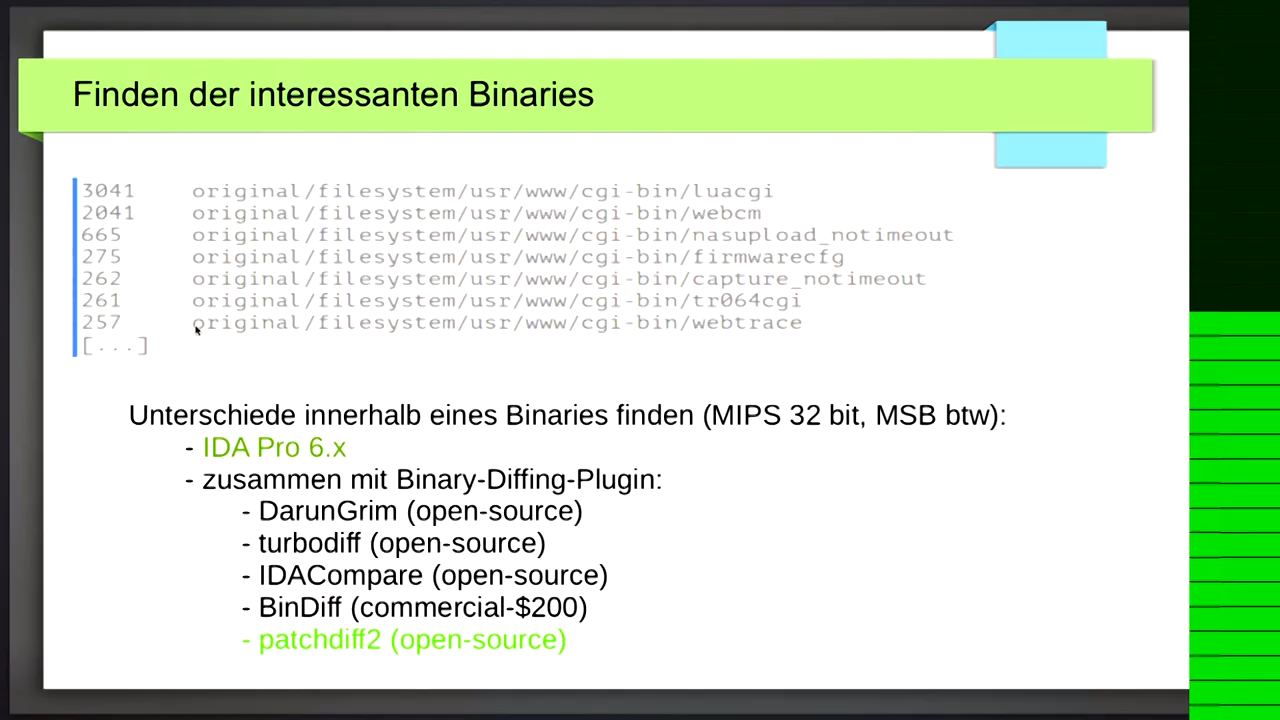 Finden der interessanten Binaries
3041 original/filesystem/usr/www/cgi-bin/luacgi
2041 original/filesystem/usr/www/cgi-bin/webcm
665 original/filesystem/usr/www/cgi-bin/nasupload_notimeout
275 original/filesystem/usr/www/cgi-bin/firmwarecfg
262 original/filesystem/usr/www/cgi-bin/capture_notimeout
261 original/filesystem/usr/www/cgi-bin/tr064cgi
257 original/filesystem/usr/www/cgi-bin/webtrace
[...]
Unterschiede innerhalb eines Binaries finden (MIPS 32 bit, MSB btw):
- IDA Pro 6.x
- zusammen mit Binary-Diffing-Plugin:
- DarunGrim (open-source)
- turbodiff (open-source)
- IDACompare (open-source)
- BinDiff (commercial-$200)
- patchdiff2 (open-source)